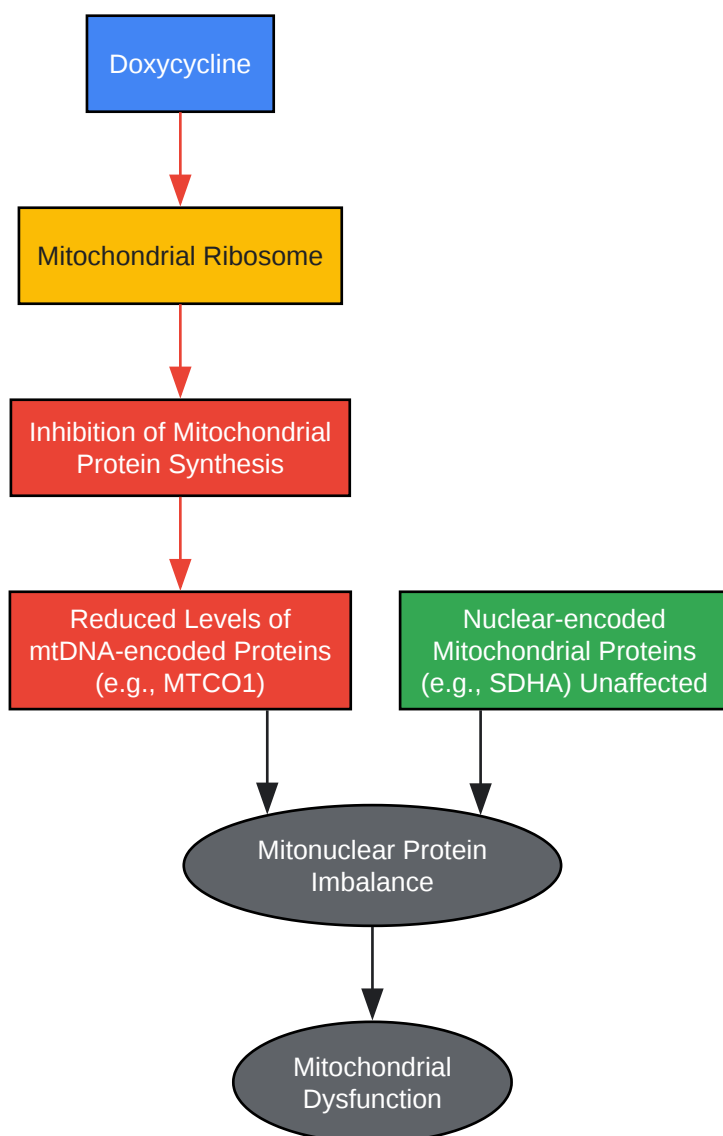 Doxycycline
Mitochondrial Ribosome
Inhibition of Mitochondrial
Protein Synthesis
Reduced Levels of
mtDNA-encoded Proteins
(e.g., MTCO1)
Nuclear-encoded
Mitochondrial Proteins
(e.g., SDHA) Unaffected
Mitonuclear Protein
Imbalance
Mitochondrial
Dysfunction